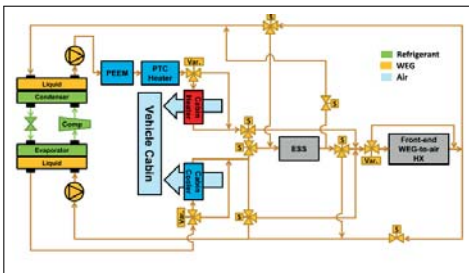 S
Refrigerant
WEG
Air
Liquid
Condenser
PEEM
PTC
Heater
Var.
Cabin
Heater
S
Comp
Vehicle Cabin
S
S
ESS
S
Var.
Front-end
WEG-to-air
HX
Evaporator
Liquid
Cabin
Cooler
Var.
S
S